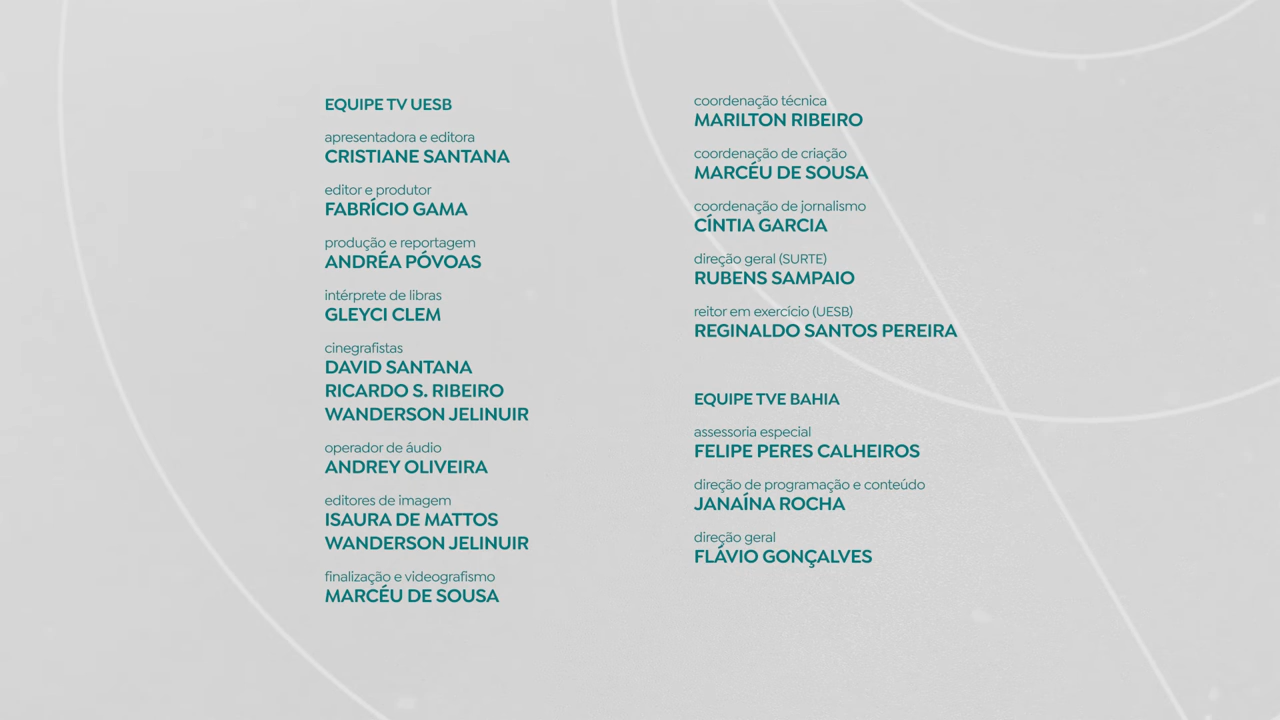 EQUIPE TV UESB
apresentadora e editora
CRISTIANE SANTANA
editor e produtor
FABRÍCIO GAMA
produção e reportagem
ANDRÉA PÓVOAS
intérprete de libras
GLEYCI CLEM
cinegrafistas
DAVID SANTANA
RICARDO S. RIBEIRO
WANDERSON JELINUIR
operador de áudio
ANDREY OLIVEIRA
editores de imagem
ISAURA DE MATTOS
WANDERSON JELINUIR
finalização e videografismo
MARCÉU DE SOUSA
coordenação técnica
MARILTON RIBEIRO
coordenação de criação
MARCÉU DE SOUSA
coordenação de jornalismo
CÍNTIA GARCIA
direção geral (SURTE)
RUBENS SAMPAIO
reitor em exercício (UESB)
REGINALDO SANTOS PEREIRA
EQUIPE TVE BAHIA
assessoria especial
FELIPE PERES CALHEIROS
direção de programação e conteúdo
JANAÍNA ROCHA
direção geral
FLÁVIO GONÇALVES